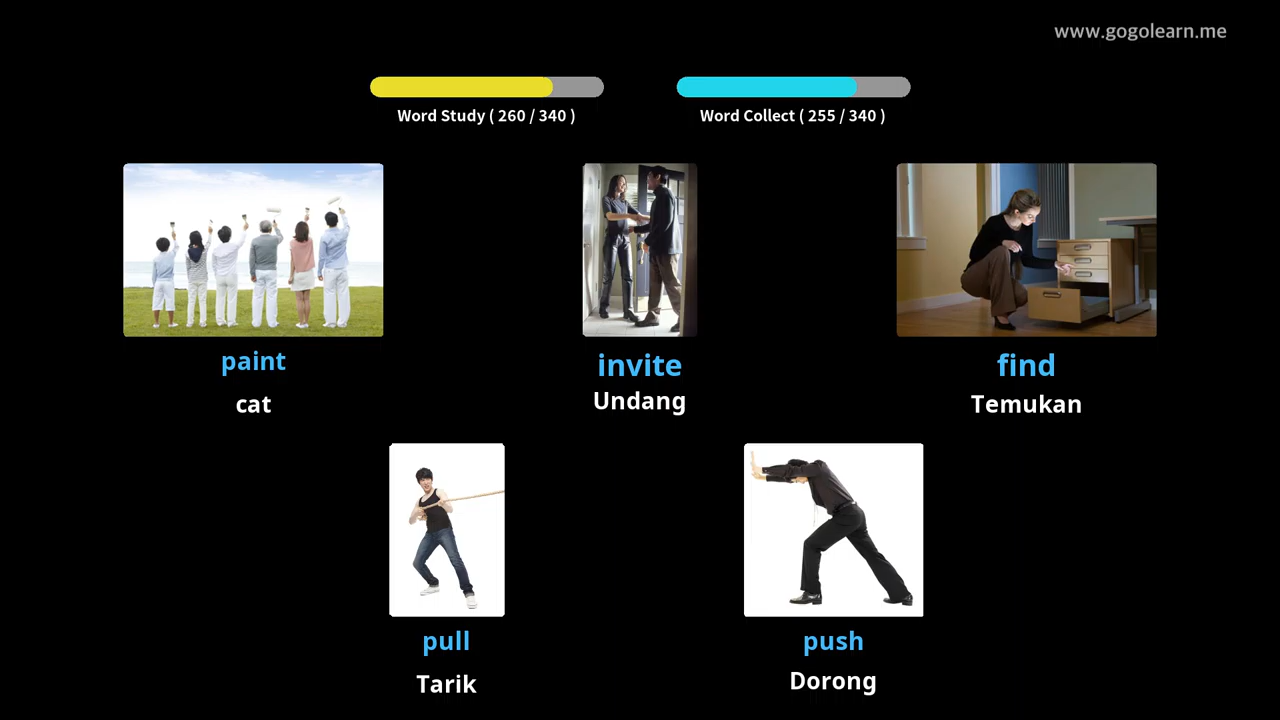 www.gogolearn.me
Word Study ( 260 / 340 )
Word Collect ( 255 / 340 )
paint
cat
invite
Undang
find
Temukan
pull
Tarik
push
Dorong